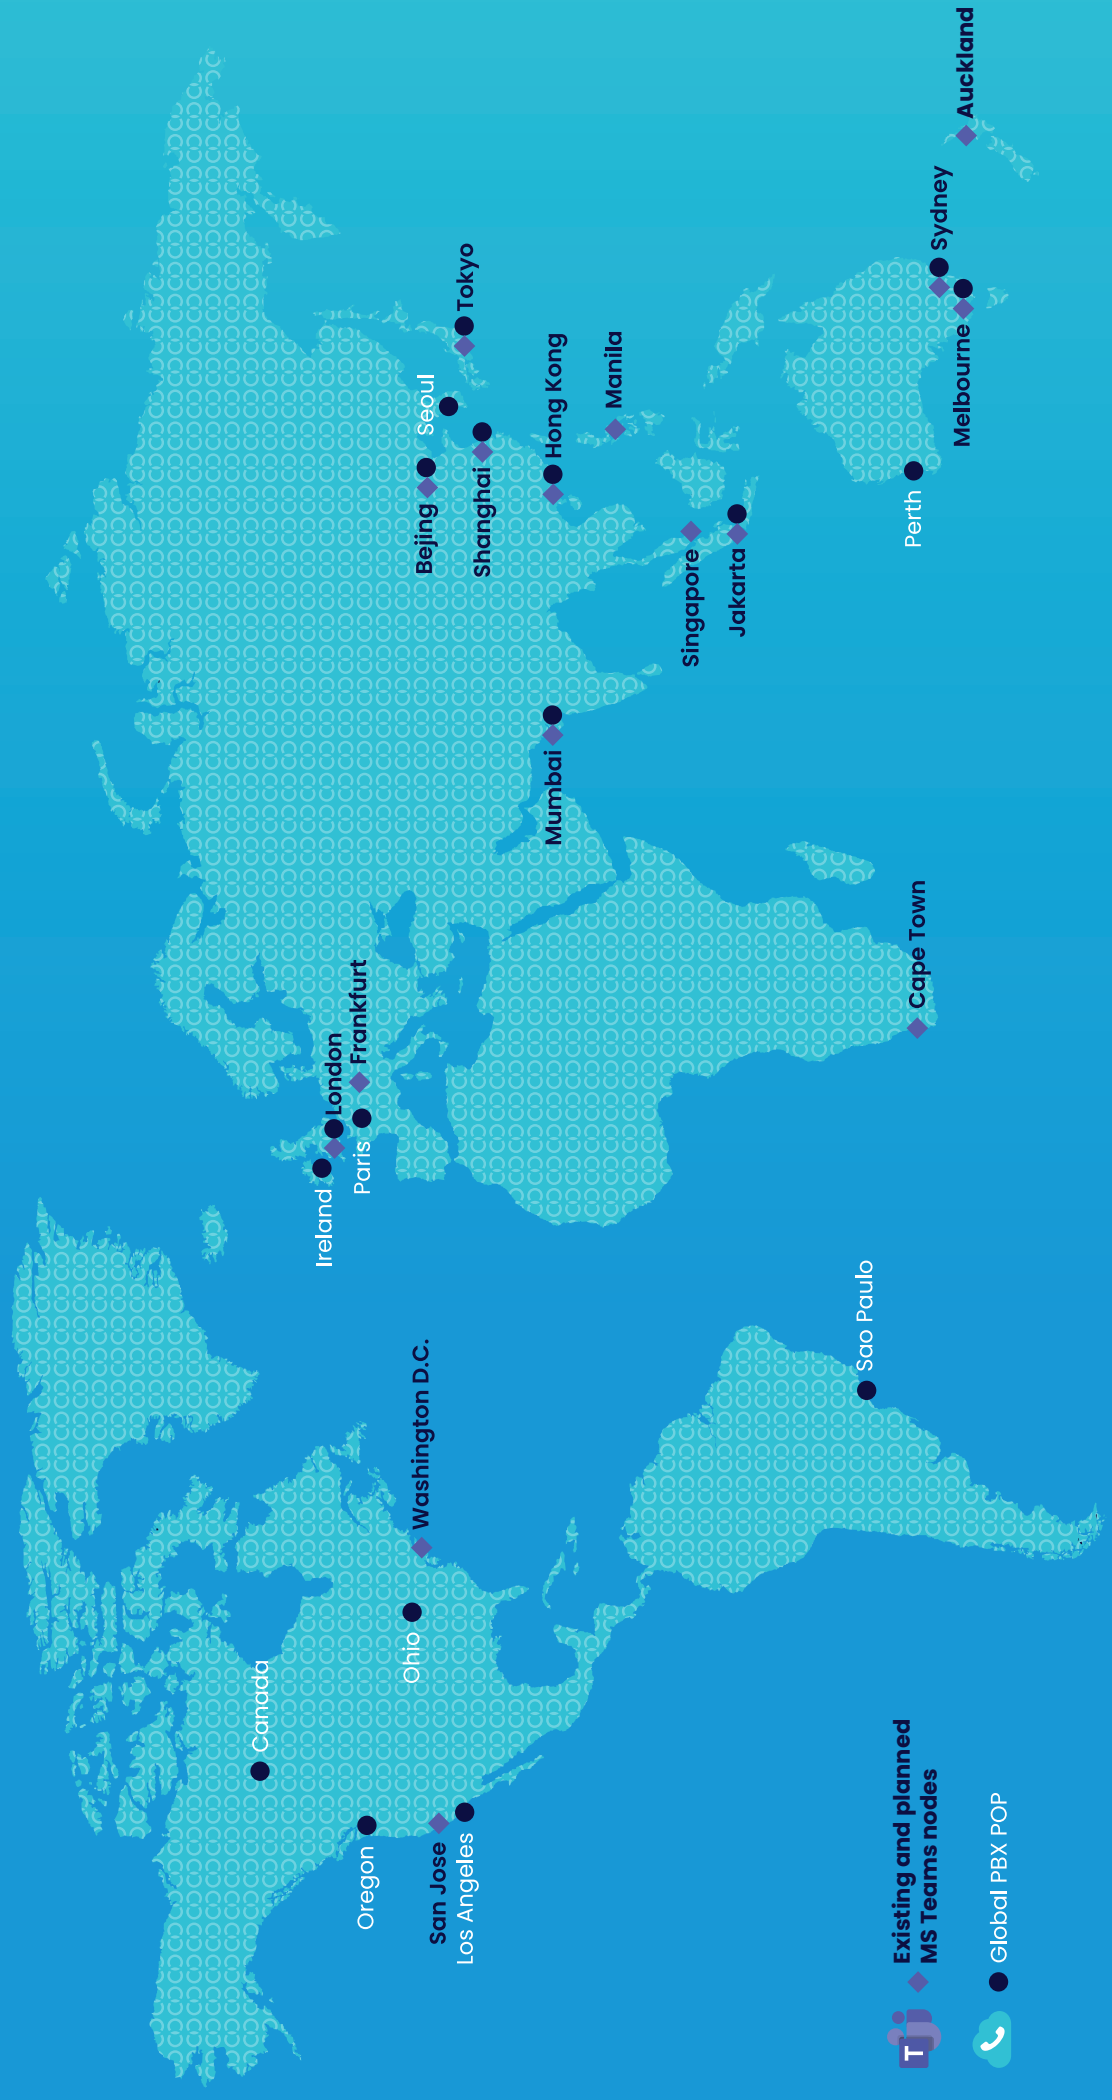 Canada
Oregon
San Jose
Los Angeles
Ohio
Washington D.C.
Sao Paulo
Ireland
London
Paris
Frankfurt
Cape Town
Mumbai
Bejing
Seoul
Shanghai
Tokyo
Hong Kong
Manila
Singapore
Jakarta
Perth
Melbourne
Sydney
Auckland
T
Existing and planned
MS Teams nodes
Global PBX POP